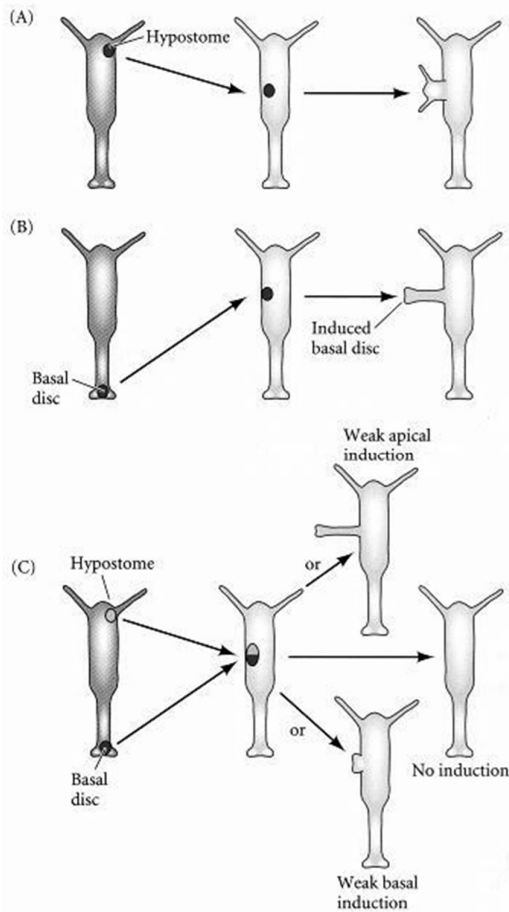 (A)
Hypostome
(B)
Induced
basal disc
Basal
disc
Weak apical
induction
(C)
Hypostome
or
or
Basal
disc
No induction
Weak basal
induction